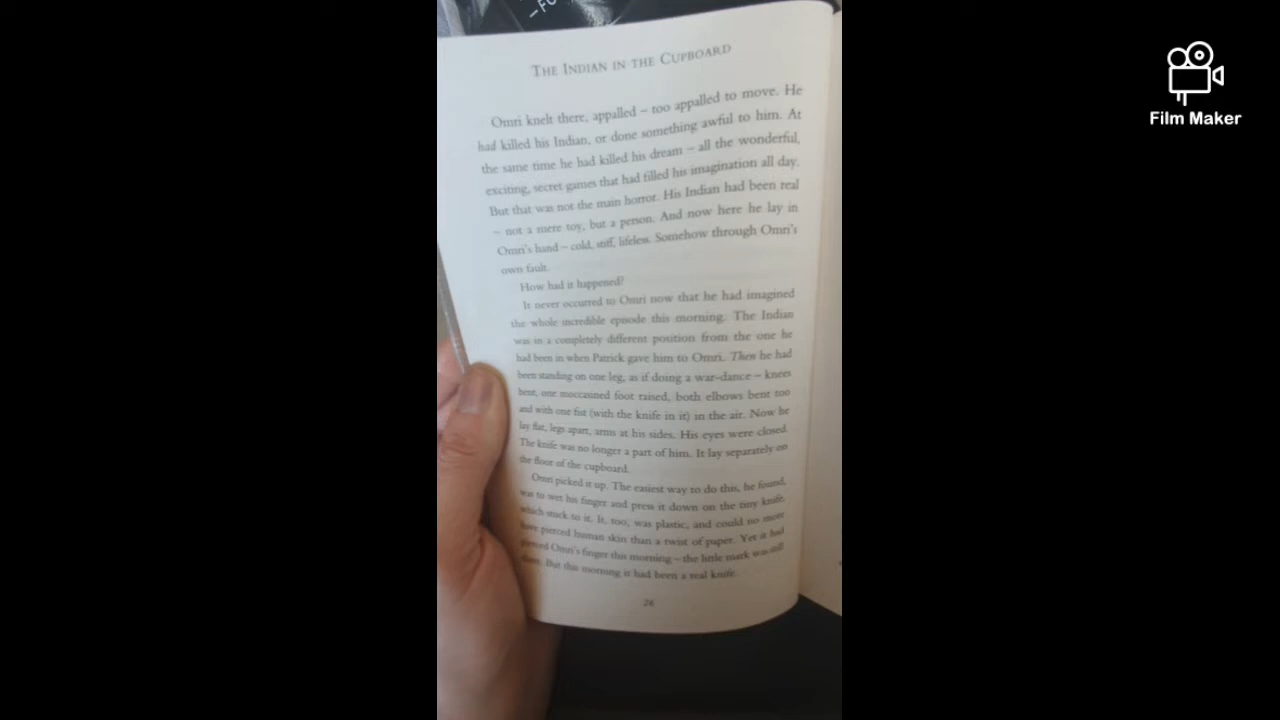 – FU
THE INDIAN IN THE CUPBOARD
Film Maker
Omri knelt there, appalled – too appalled to move. He
had killed his Indian, or done something awful to him. At
the same time he had killed his dream – all the wonderful,
exciting, secret games that had filled his imagination all day.
But that was not the main horror. His Indian had been real
– not a mere toy, but a person. And now here he lay in
Omri's hand – cold, stiff, lifeless. Somehow through Omri's
own fault.
How had it happened?
It never occurred to Omri now that he had imagined
the whole incredible episode this morning. The Indian
was in a completely different position from the one he
had been in when Patrick gave him to Omri. Then he had
been standing on one leg, as if doing a war-dance – knees
bent, one moccasined foot raised, both elbows bent too
and with one fist (with the knife in it) in the air. Now he
lay flat, legs apart, arms at his sides. His eyes were closed.
The knife was no longer a part of him. It lay separately on
the floor of the cupboard.
Omri picked it up. The easiest way to do this, he found,
was to wet his finger and press it down on the tiny knife,
which stuck to it. It, too, was plastic, and could no more
have pierced human skin than a twist of paper. Yet it had
pierced Omri's finger this morning – the little mark was still
there. But this morning it had been a real knife.
26